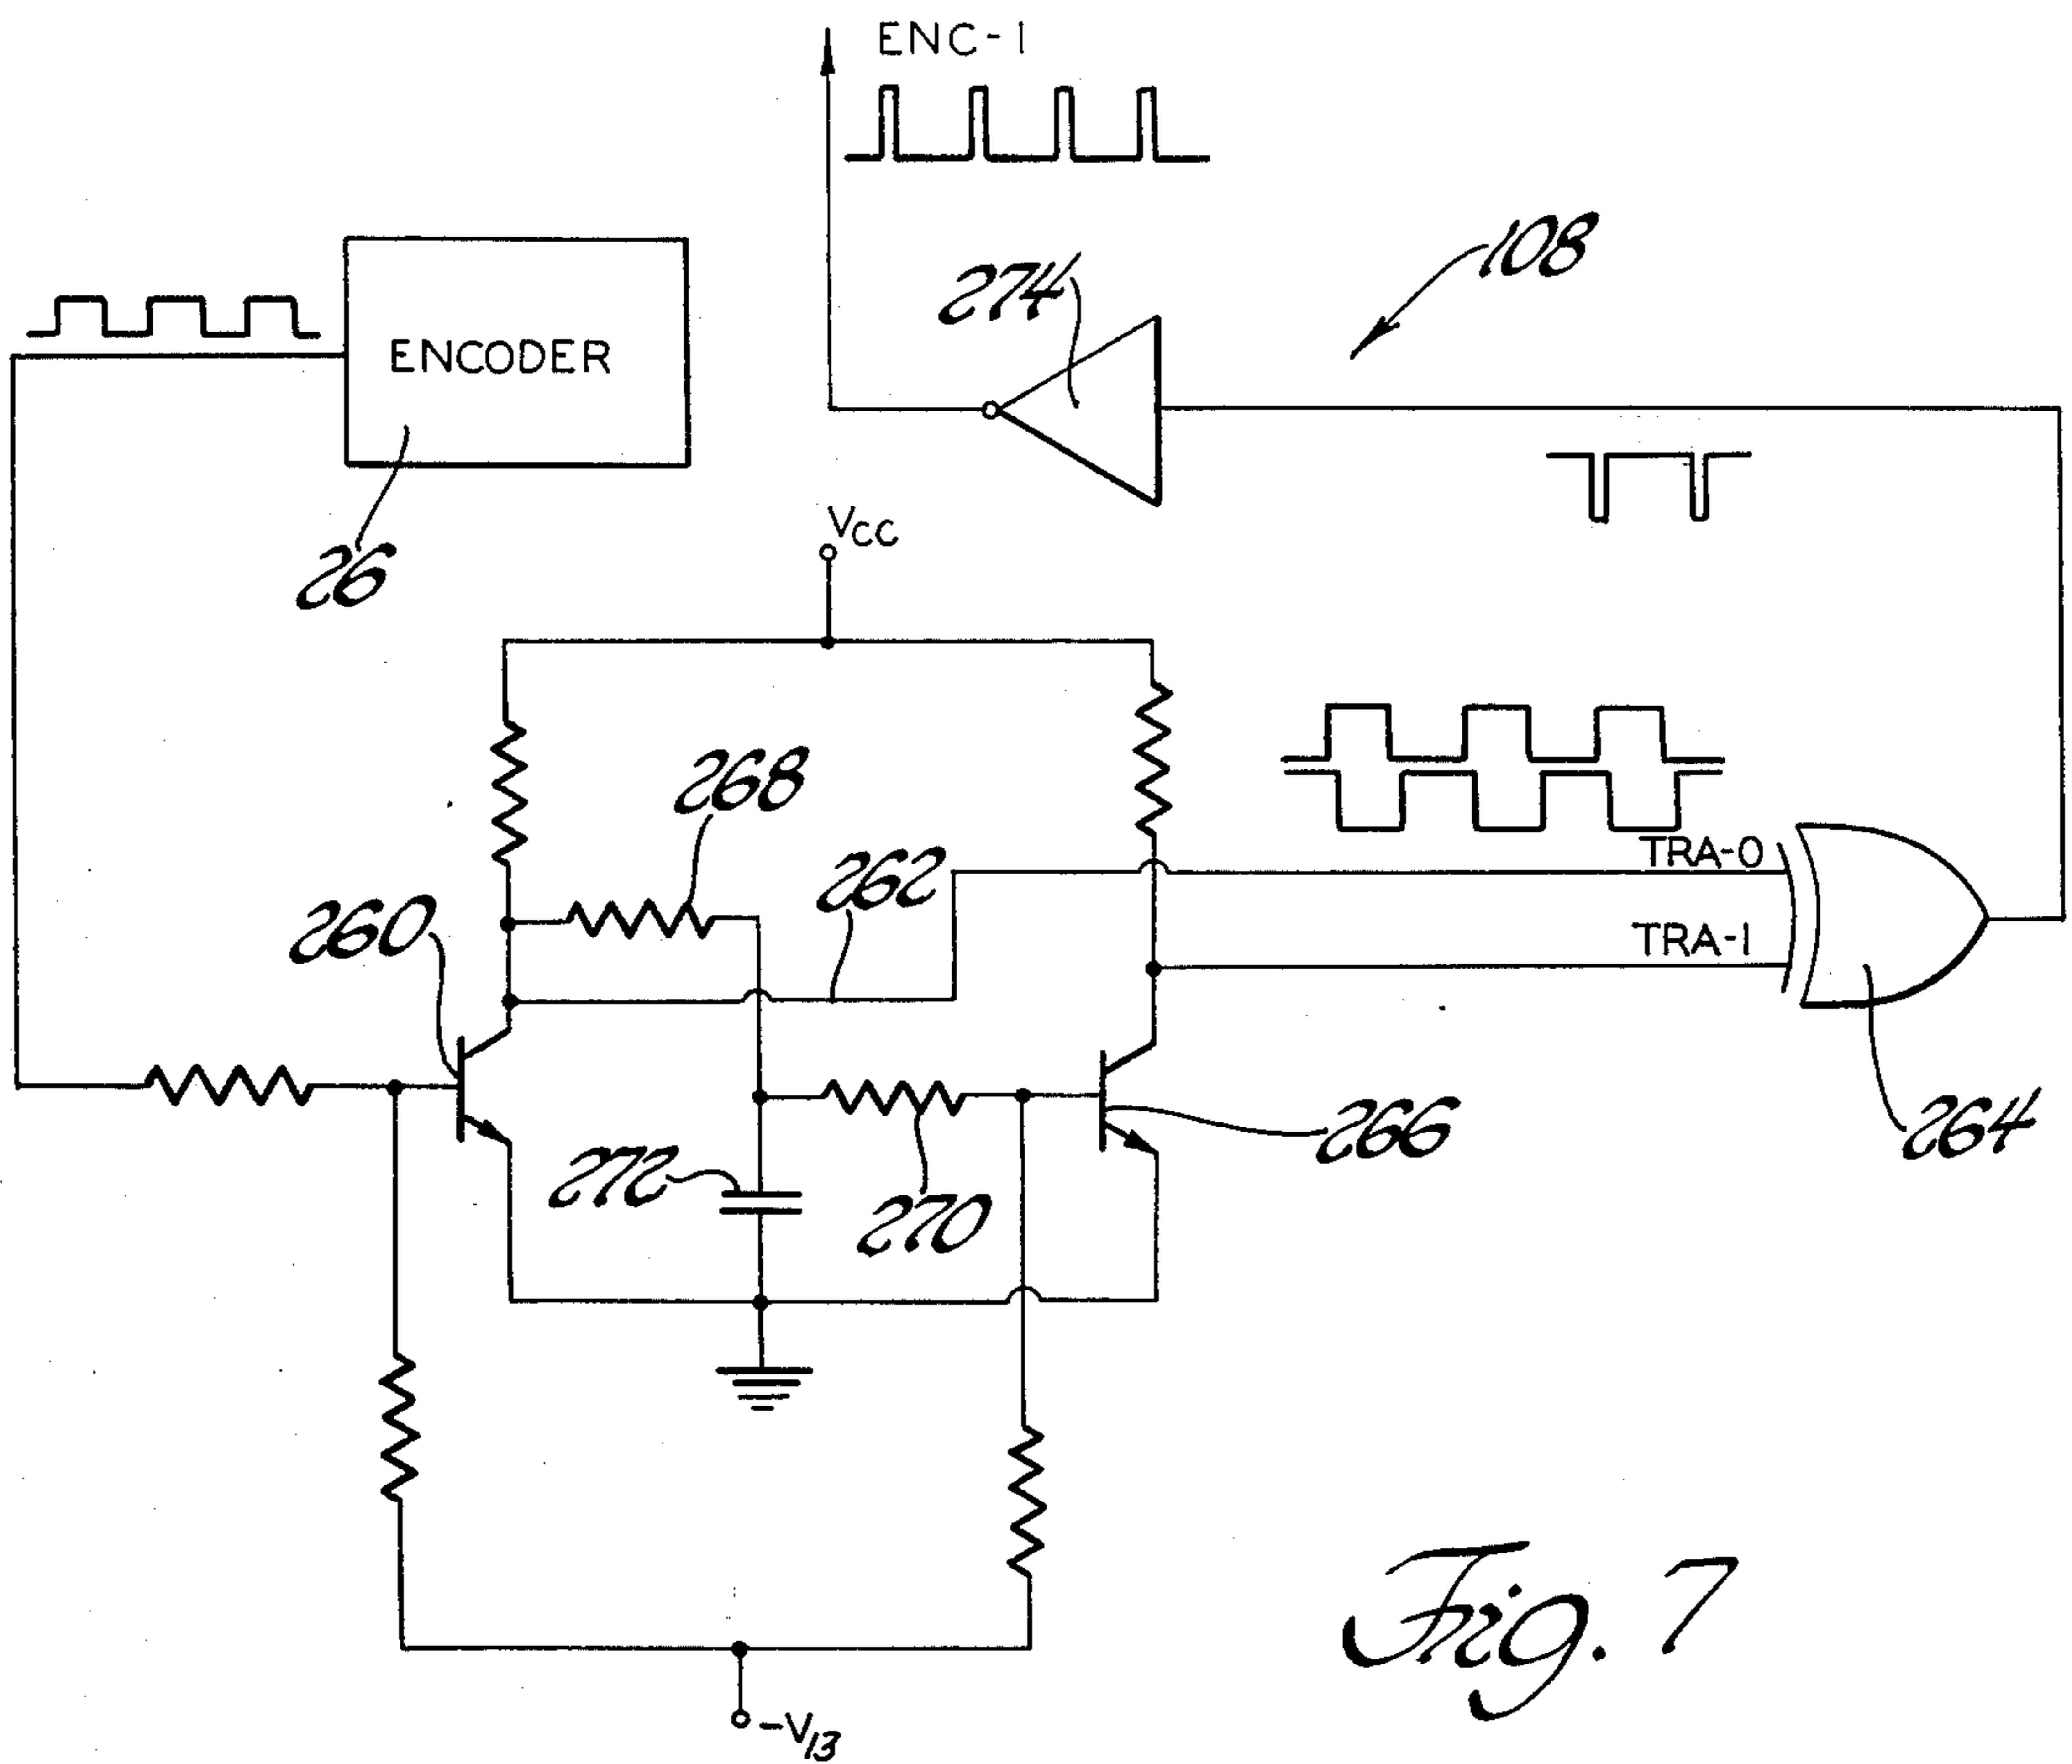 ENC-1
108
274
ENCODER
26
VCC
268
262
260
TRA-0
TRA-1
264
266
272
270
-V13
Fig. 7